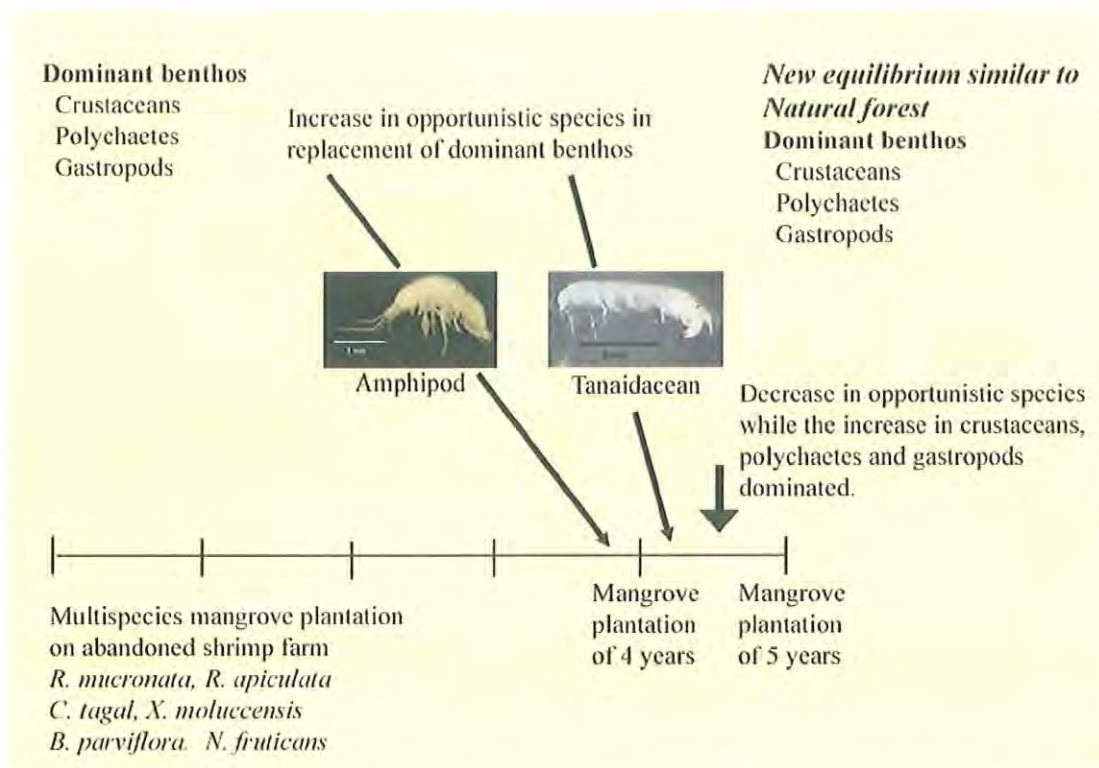 Dominant benthos
Crustaceans
Polychaetes
Gastropods
Increase in opportunistic species in
replacement of dominant benthos
New equilibrium similar to
Natural forest
Dominant benthos
Crustaceans
Polychaetes
Gastropods
Amphipod
Tanaidacean
Decrease in opportunistic species
while the increase in crustaceans,
polychaetes and gastropods
dominated.
Multispecies mangrove plantation
on abandoned shrimp farm
R. mucronata, R. apiculata
C. tagal, X. moluccensis
B. parviflora. N. fruticans
Mangrove
plantation
of 4 years
Mangrove
plantation
of 5 years